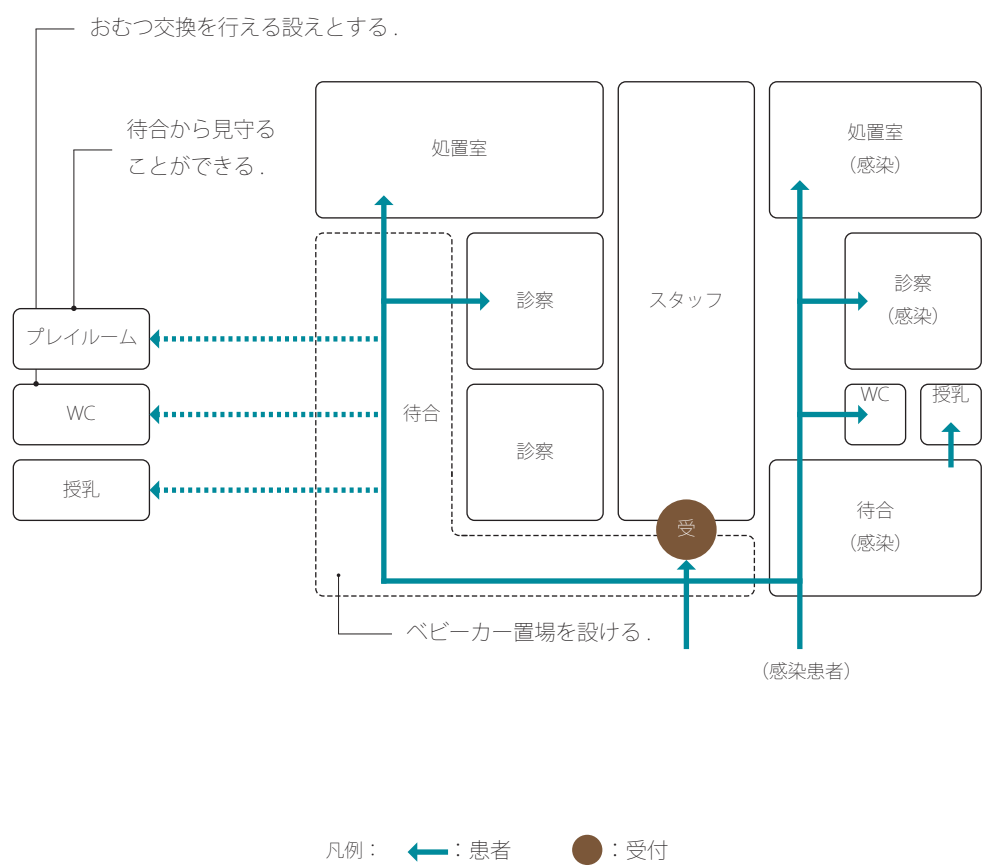 おむつ交換を行える設えとする.
待合から見守る
ことができる.
処置室
処置室
(感染)
診察
スタッフ
診察
(感染)
プレイルーム
WC
待合
WC
授乳
診察
授乳
受
待合
(感染)
ベビーカー置場を設ける.
(感染患者)
凡例: :患者 :受付